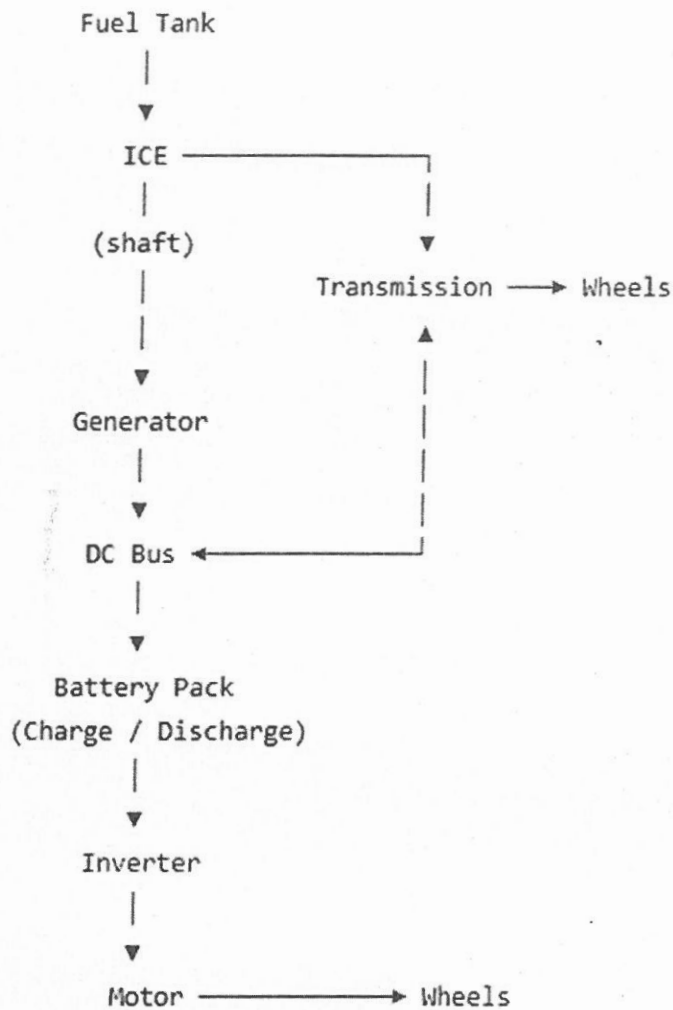 Fuel Tank
ICE
(shaft)
Transmission Wheels
Generator
DC Bus
Battery Pack
(Charge / Discharge)
Inverter
Motor Wheels